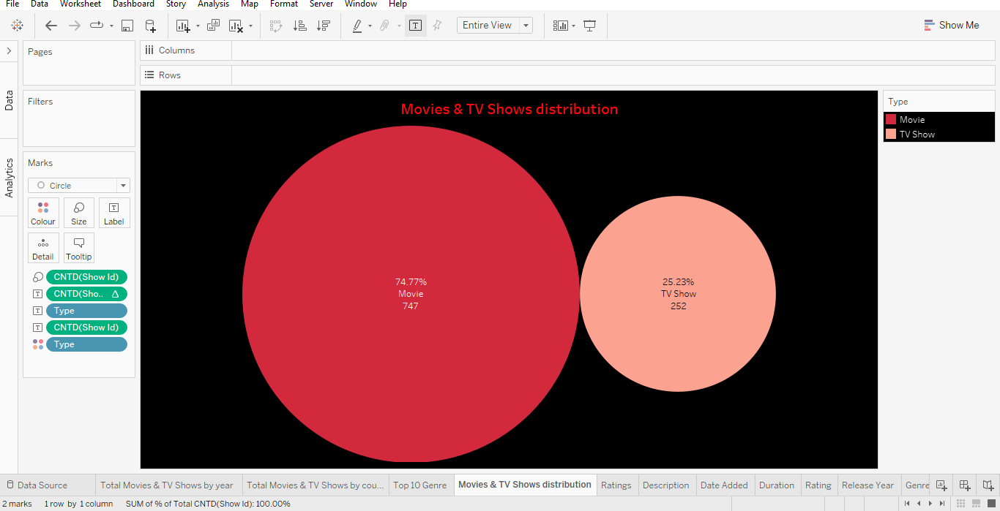 File Data Worksheet Dashboard Story Analysis Map Format Server Window Help
Entire View
Show Me
Pages
Columns
Rows
Data
Analytics
Filters
Marks
Circle
Colour Size Label
Detail Tooltip
CNTD(Show Id)
CNTD(Sho..
Type
CNTD(Show Id)
Type
Movies & TV Shows distribution
74.77%
Movie
747
25.23%
TV Show
252
Type
Movie
TV Show
Data Source Total Movies & TV Shows by year Total Movies & TV Shows by cou... Top 10 Genre Movies & TV Shows distribution Ratings Description Date Added Duration Rating Release Year Genre
2 marks 1 row by 1 column SUM of % of Total CNTD(Show Id): 100.00%